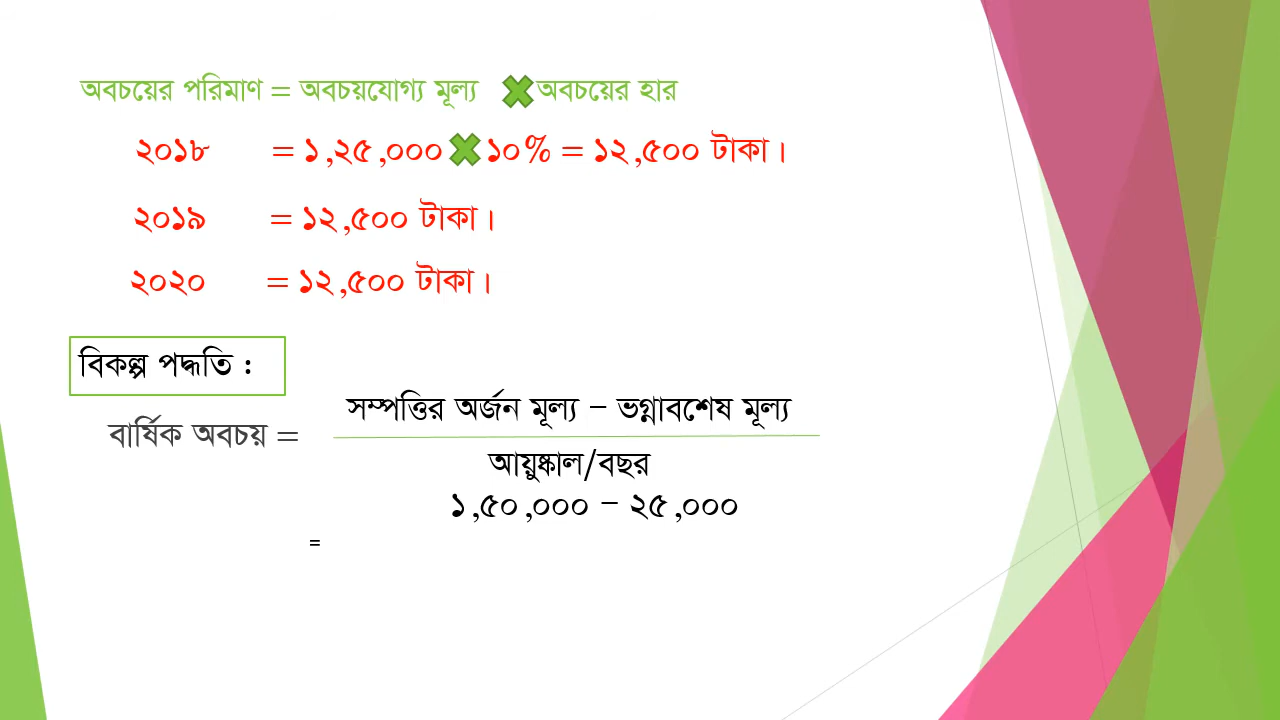 অবচয়ের পরিমাণ = অবচয়যোগ্য মূল্য ✖ অবচয়ের হার
২০১৮ = ১,২৫,০০০ ✖ ১০% = ১২,৫০০ টাকা।
২০১৯ = ১২,৫০০ টাকা।
২০২০ = ১২,৫০০ টাকা।
বিকল্প পদ্ধতি :
সম্পত্তির অর্জন মূল্য – ভগ্নাবশেষ মূল্য
বার্ষিক অবচয় =
আয়ুষ্কাল/বছর
১,৫০,০০০ – ২৫,০০০
=